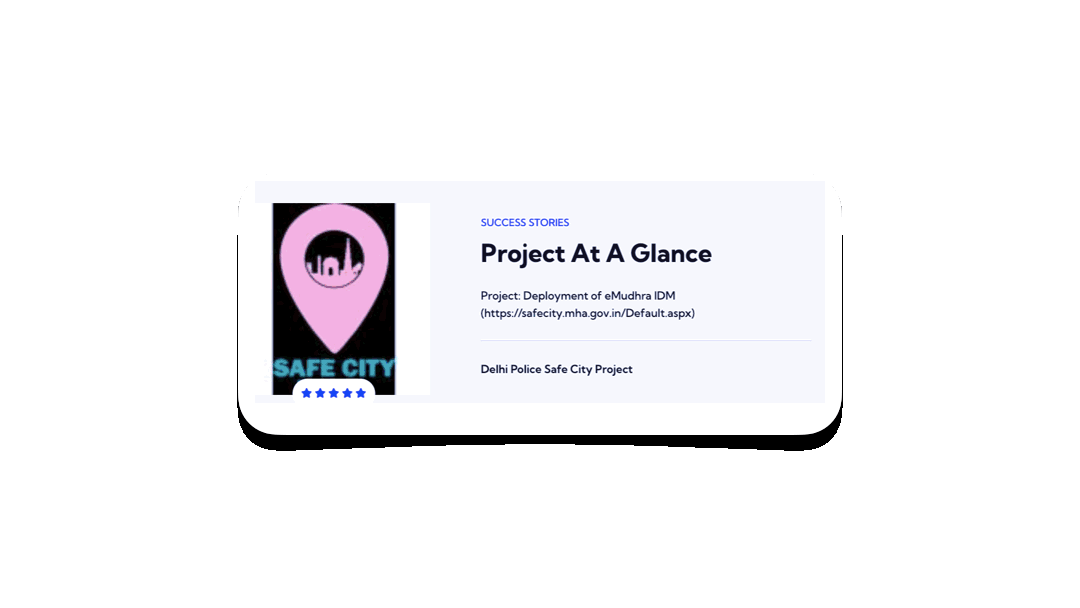 SAFE CITY
SUCCESS STORIES
Project At A Glance
Project: Deployment of eMudhra IDM
(https://safecity.mha.gov.in/Default.aspx)
Delhi Police Safe City Project